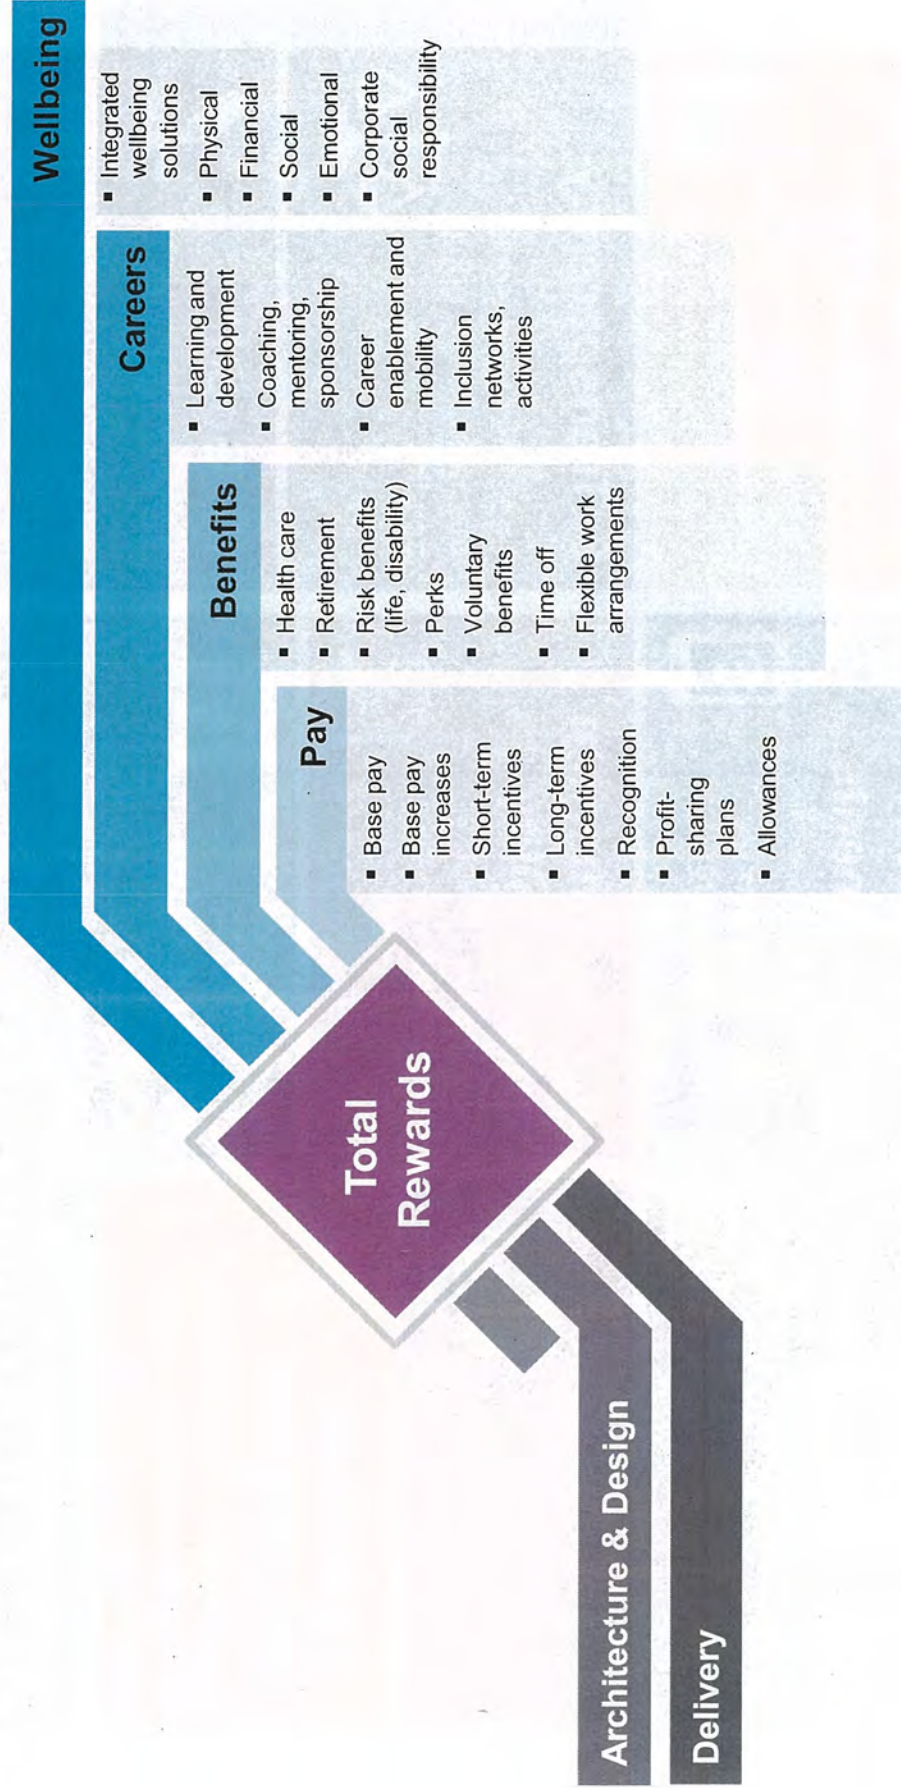 Total
Rewards
Architecture & Design
Delivery
Pay
▪ Base pay
▪ Base pay
increases
▪ Short-term
incentives
▪ Long-term
incentives
▪ Recognition
▪ Profit-
sharing
plans
▪ Allowances
Benefits
▪ Health care
▪ Retirement
▪ Risk benefits
(life, disability)
▪ Perks
▪ Voluntary
benefits
▪ Time off
▪ Flexible work
arrangements
Careers
▪ Learning and
development
▪ Coaching,
mentoring,
sponsorship
▪ Career
enablement and
mobility
▪ Inclusion
networks,
activities
Wellbeing
▪ Integrated
wellbeing
solutions
▪ Physical
▪ Financial
▪ Social
▪ Emotional
▪ Corporate
social
responsibility